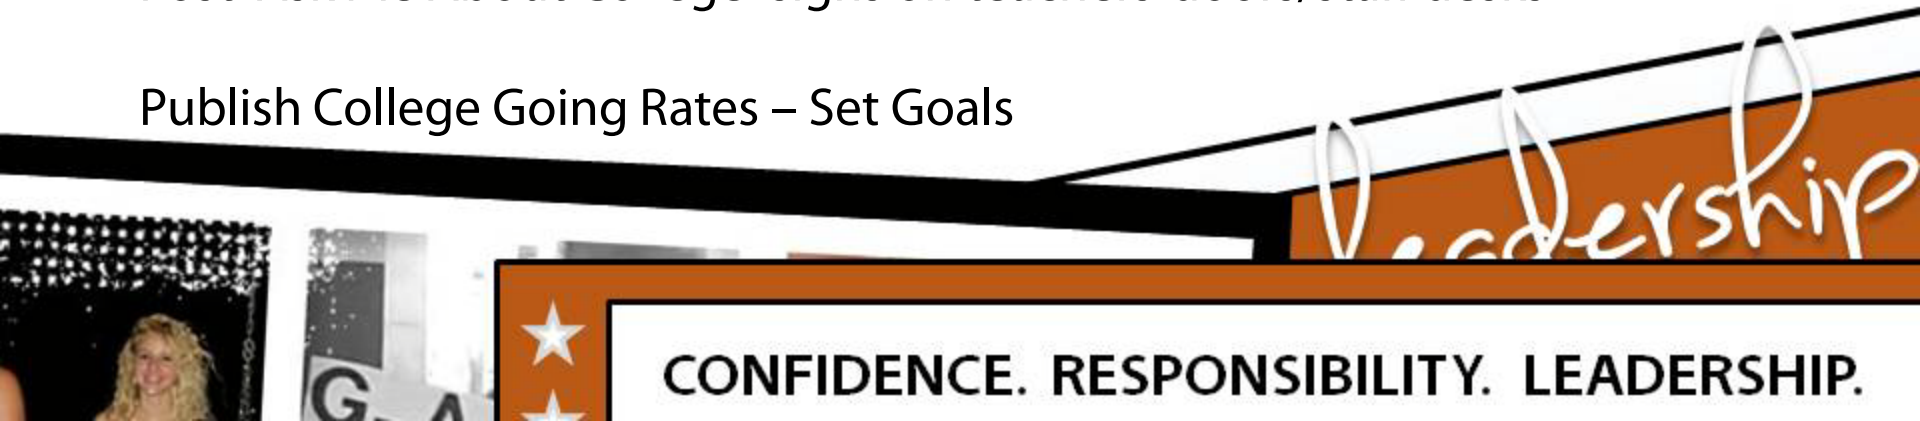 Publish College Going Rates – Set Goals
leadership
G
CONFIDENCE. RESPONSIBILITY. LEADERSHIP.